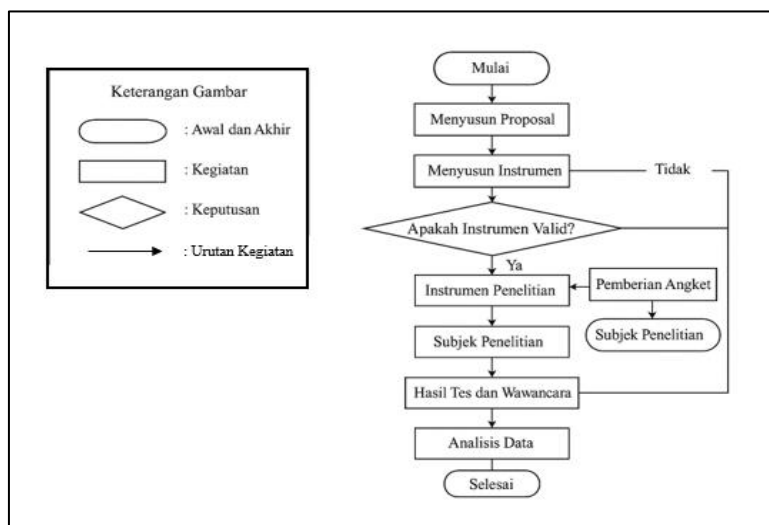 Keterangan Gambar
: Awal dan Akhir
: Kegiatan
: Keputusan
: Urutan Kegiatan
Mulai
Menyusun Proposal
Menyusun Instrumen
Tidak
Apakah Instrumen Valid?
Ya
Instrumen Penelitian
Pemberian Angket
Subjek Penelitian
Subjek Penelitian
Hasil Tes dan Wawancara
Analisis Data
Selesai